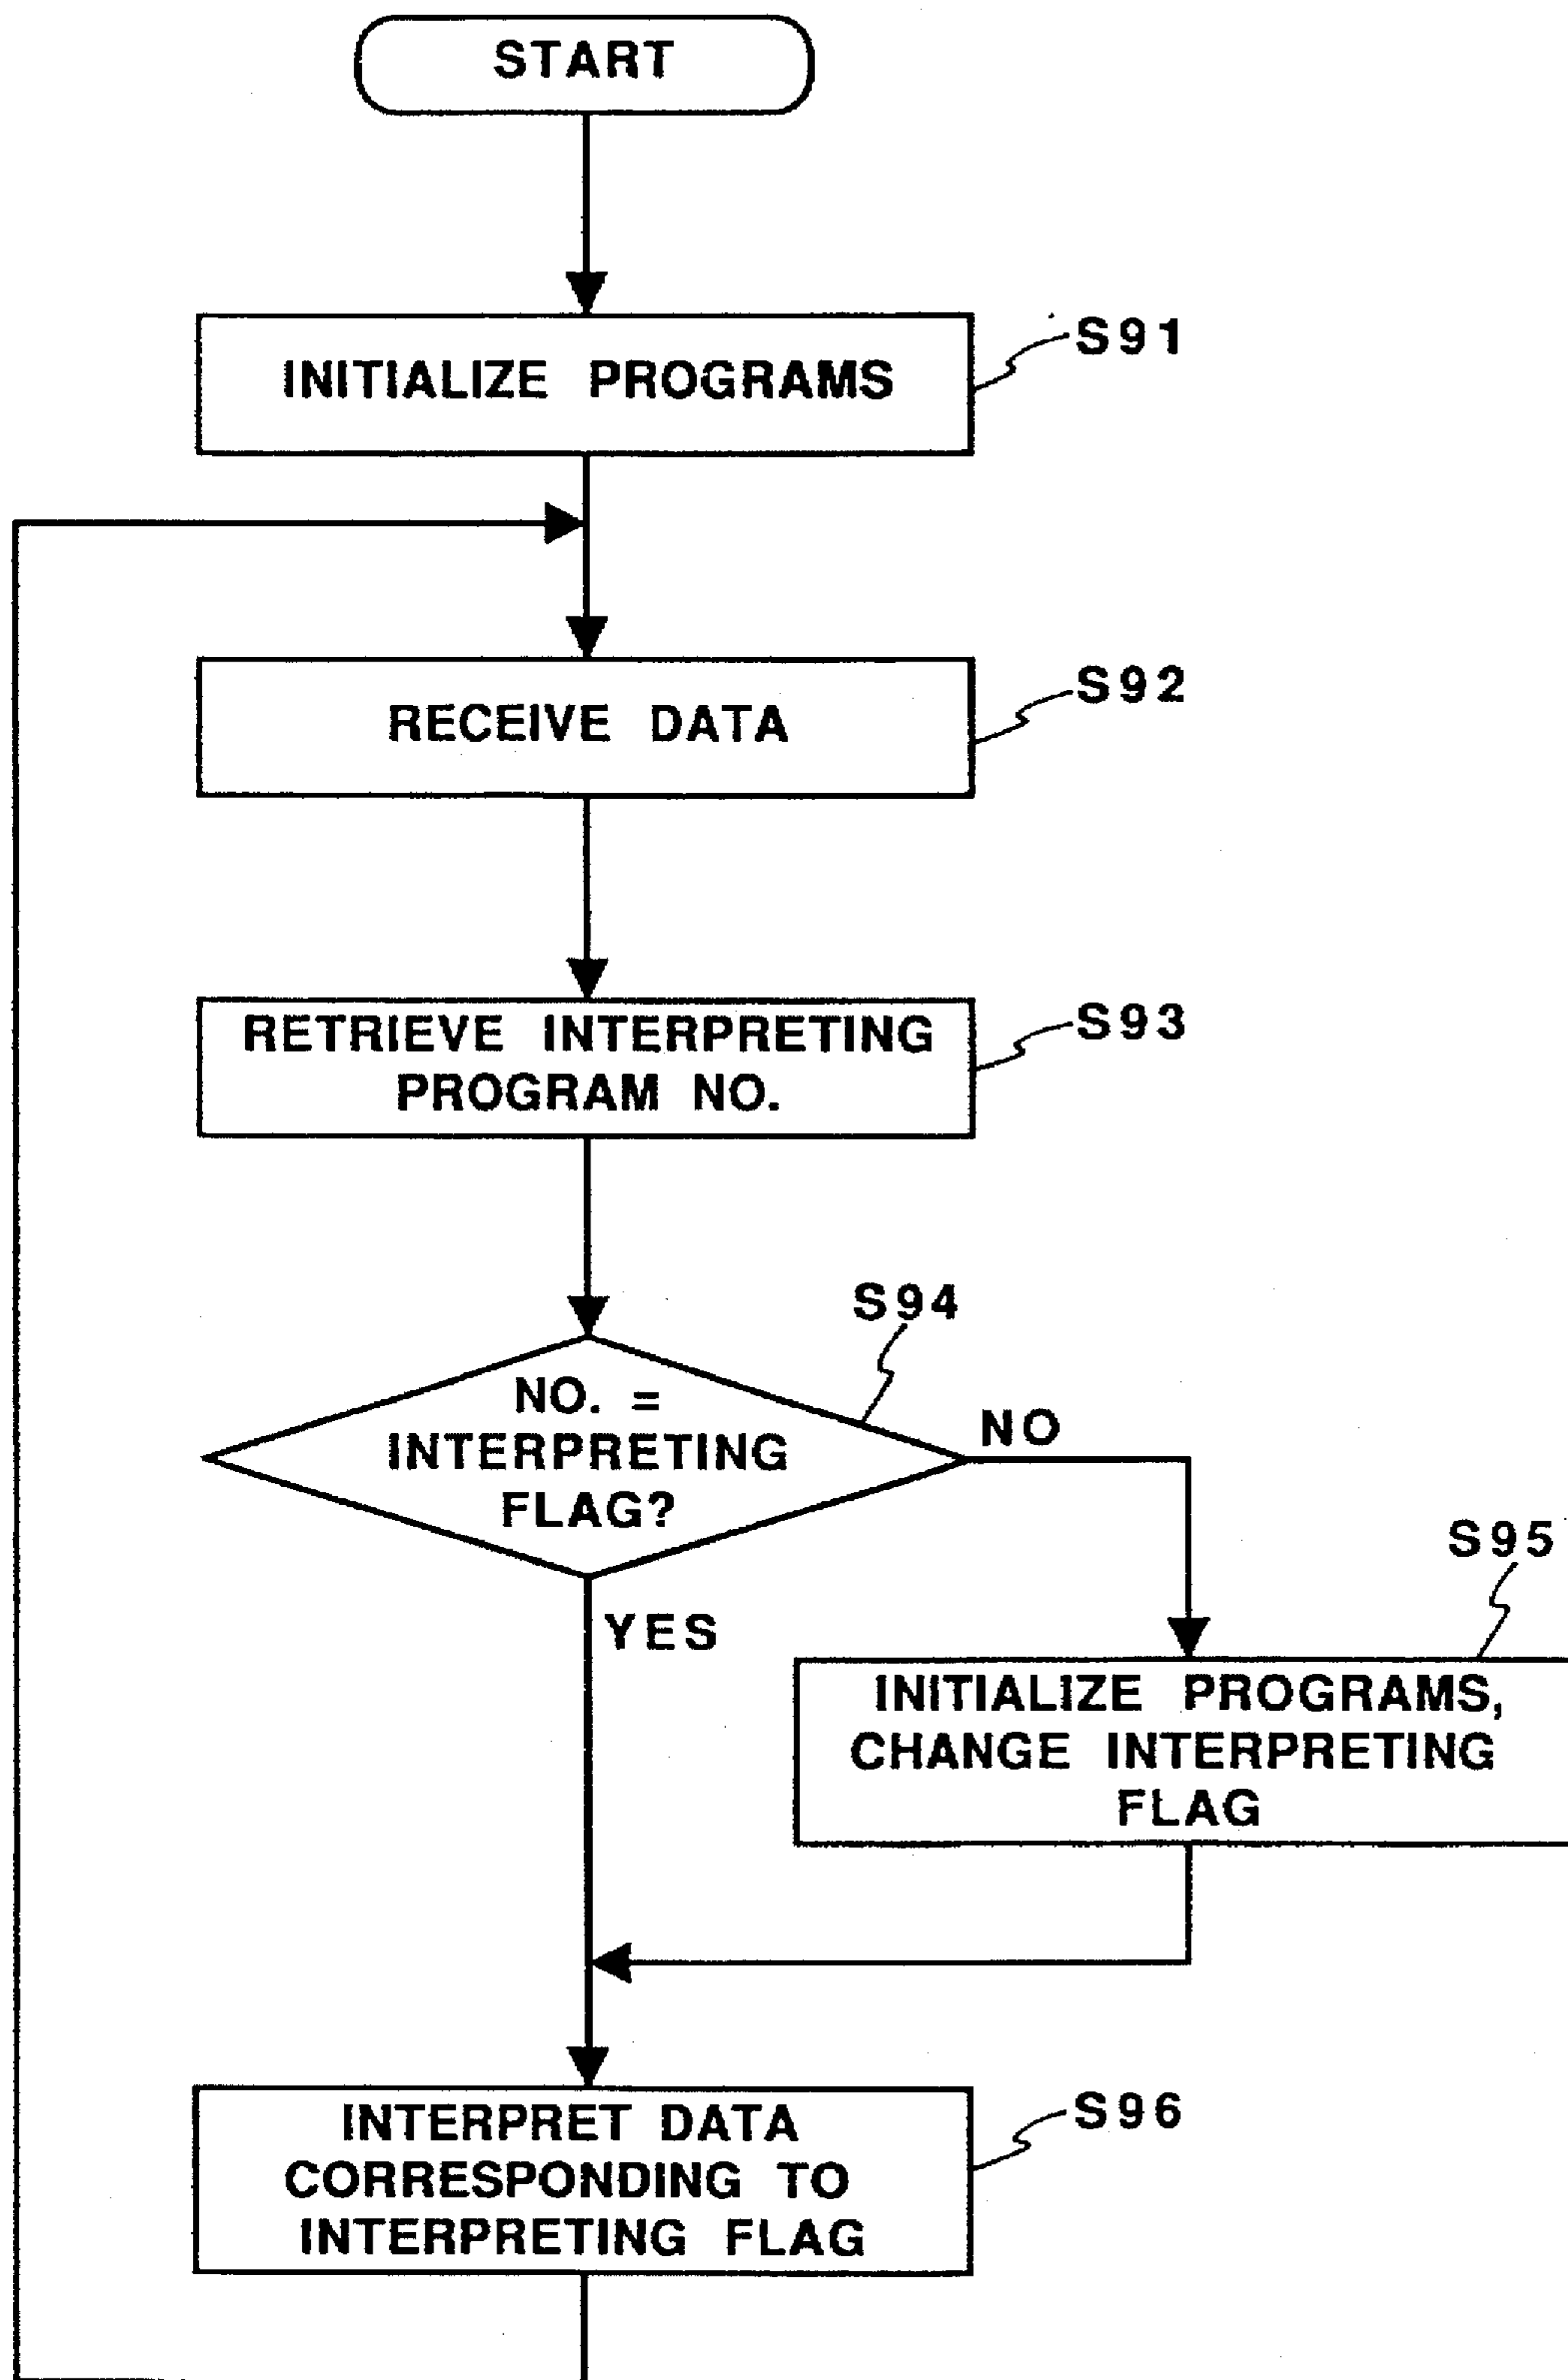 START
INITIALIZE PROGRAMS
S91
RECEIVE DATA
S92
RETRIEVE INTERPRETING
PROGRAM NO.
S93
S94
NO. =
INTERPRETING
FLAG?
NO
YES
S95
INITIALIZE PROGRAMS,
CHANGE INTERPRETING
FLAG
INTERPRET DATA
CORRESPONDING TO
INTERPRETING FLAG
S96